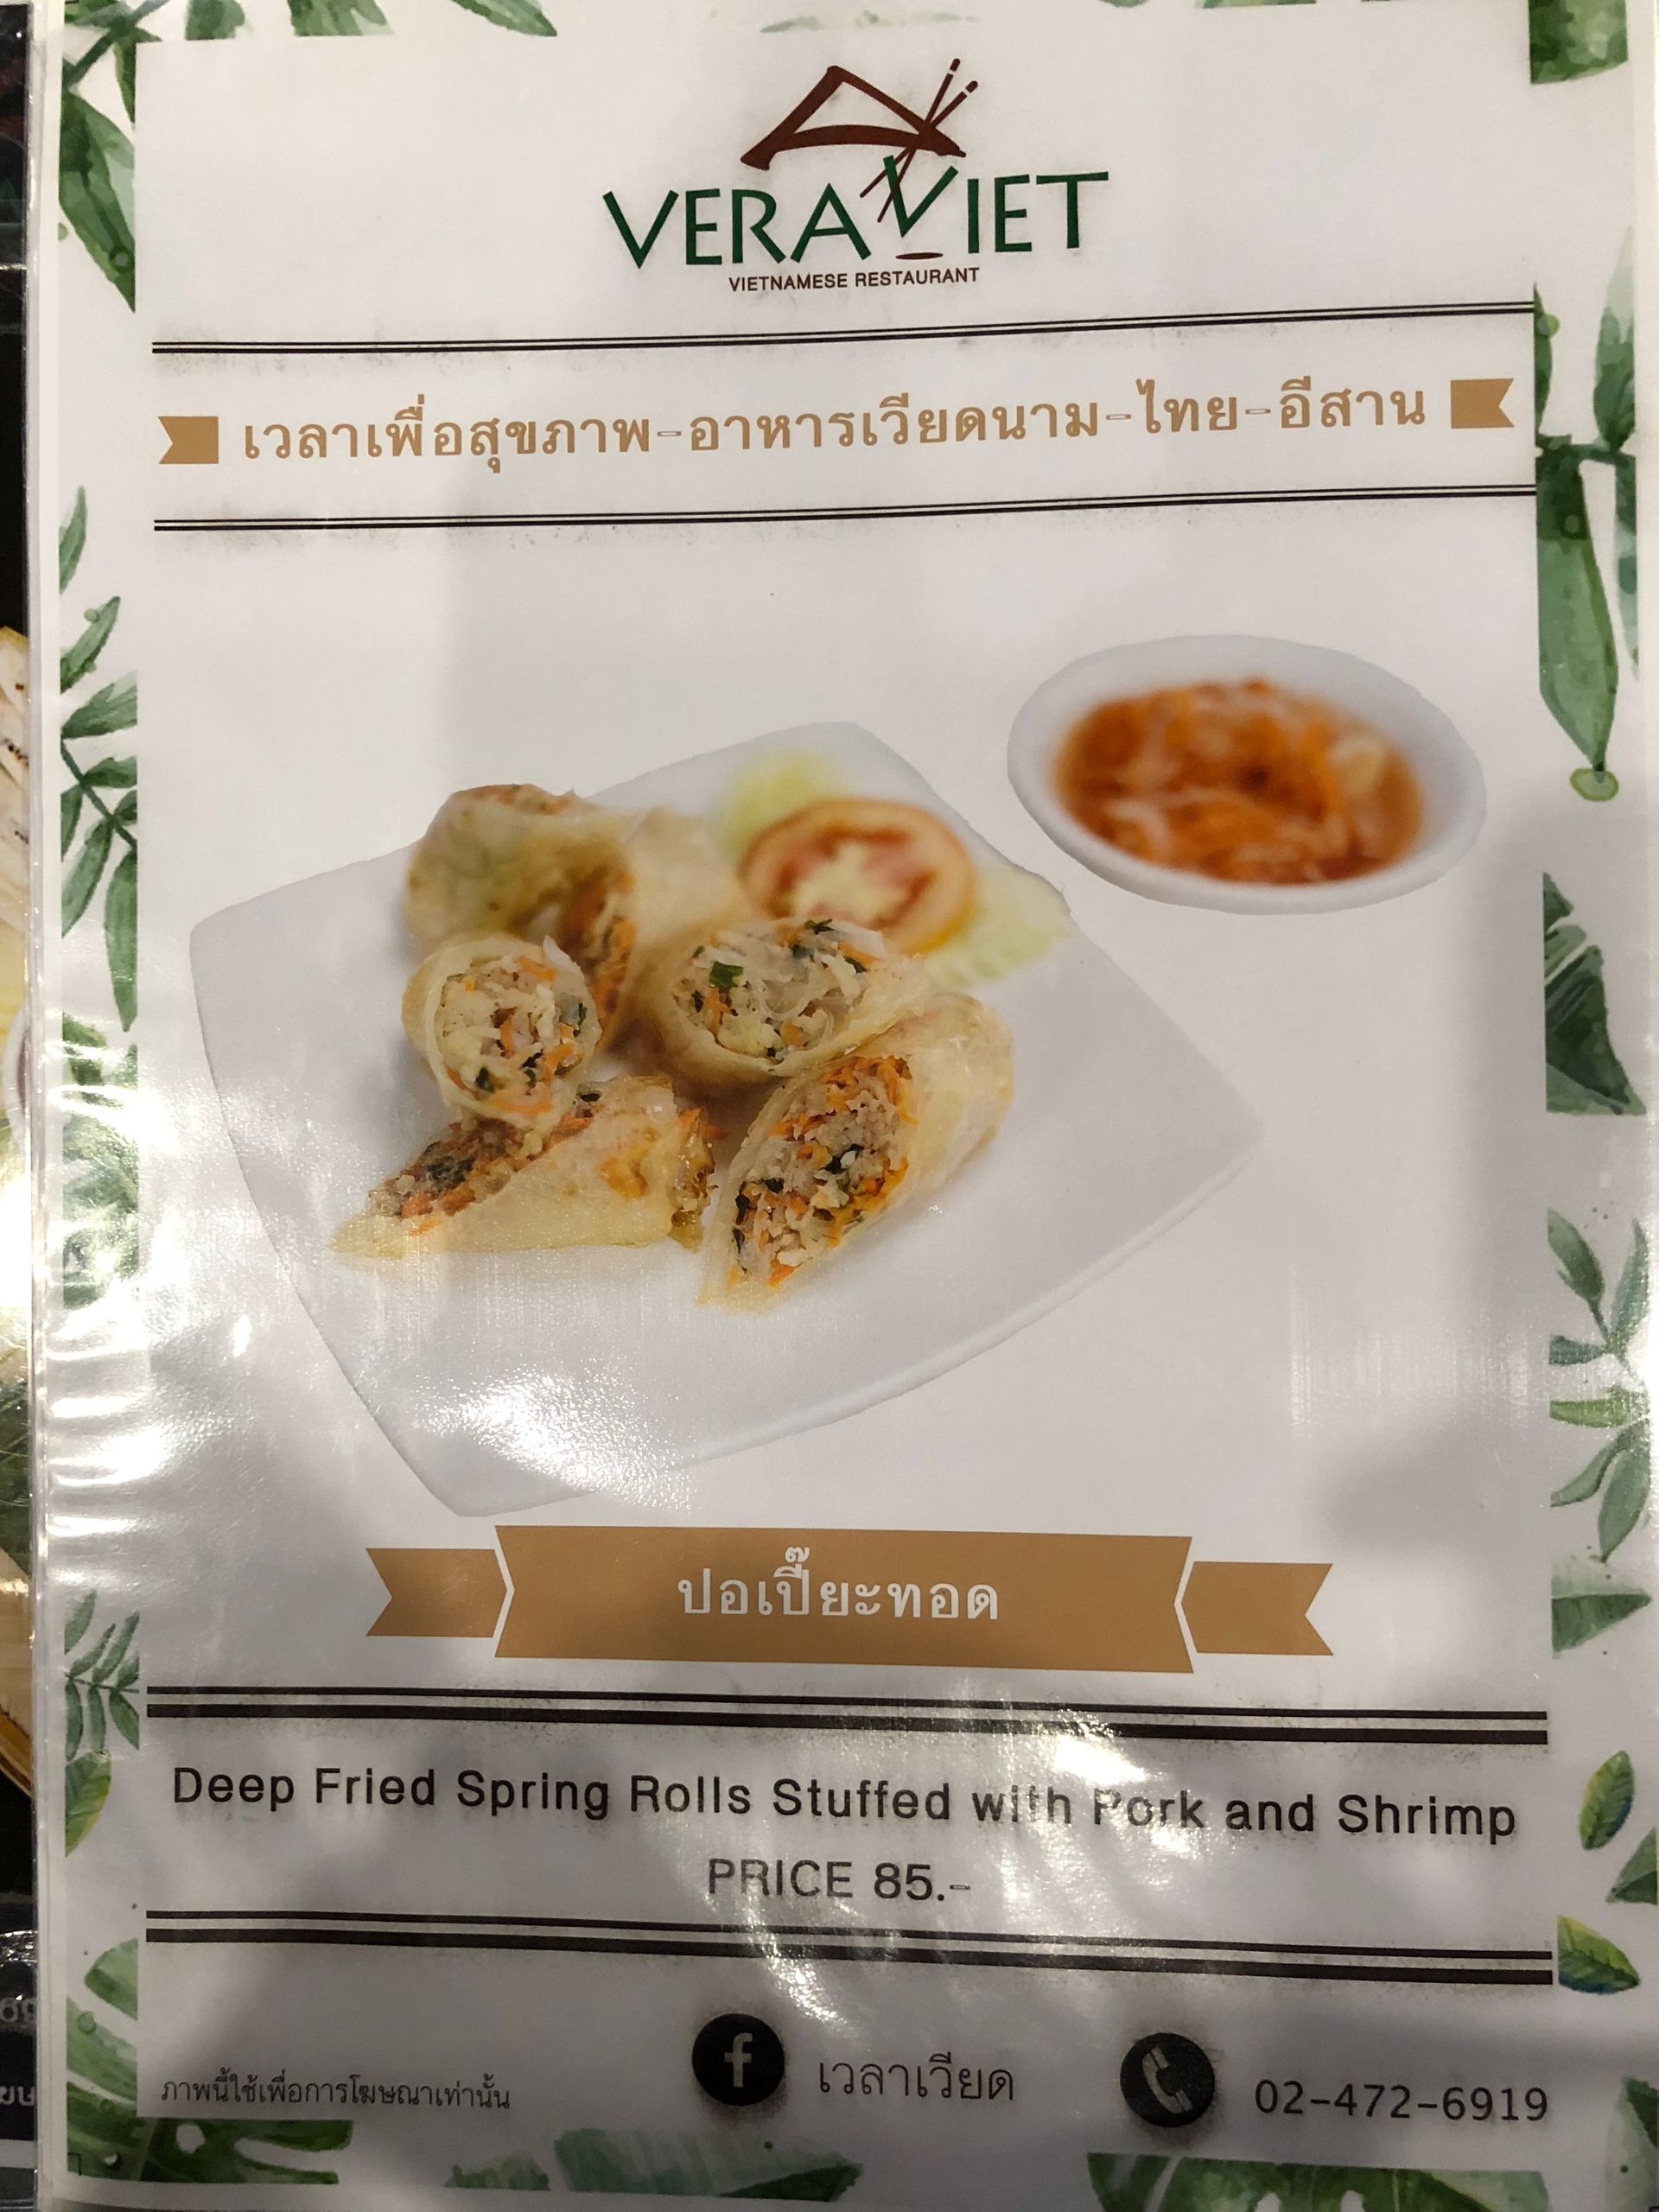 VERAVIET
VIETNAMESE RESTAURANT
เวลาเพื่อสุขภาพ-อาหารเวียดนาม-ไทย-อีสาน
ปอเปี๊ยะทอด
Deep Fried Spring Rolls Stuffed with Pork and Shrimp
PRICE 85.-
ภาพนี้ใช้เพื่อการโฆษณาเท่านั้น
f เวลาเวียด
02-472-6919